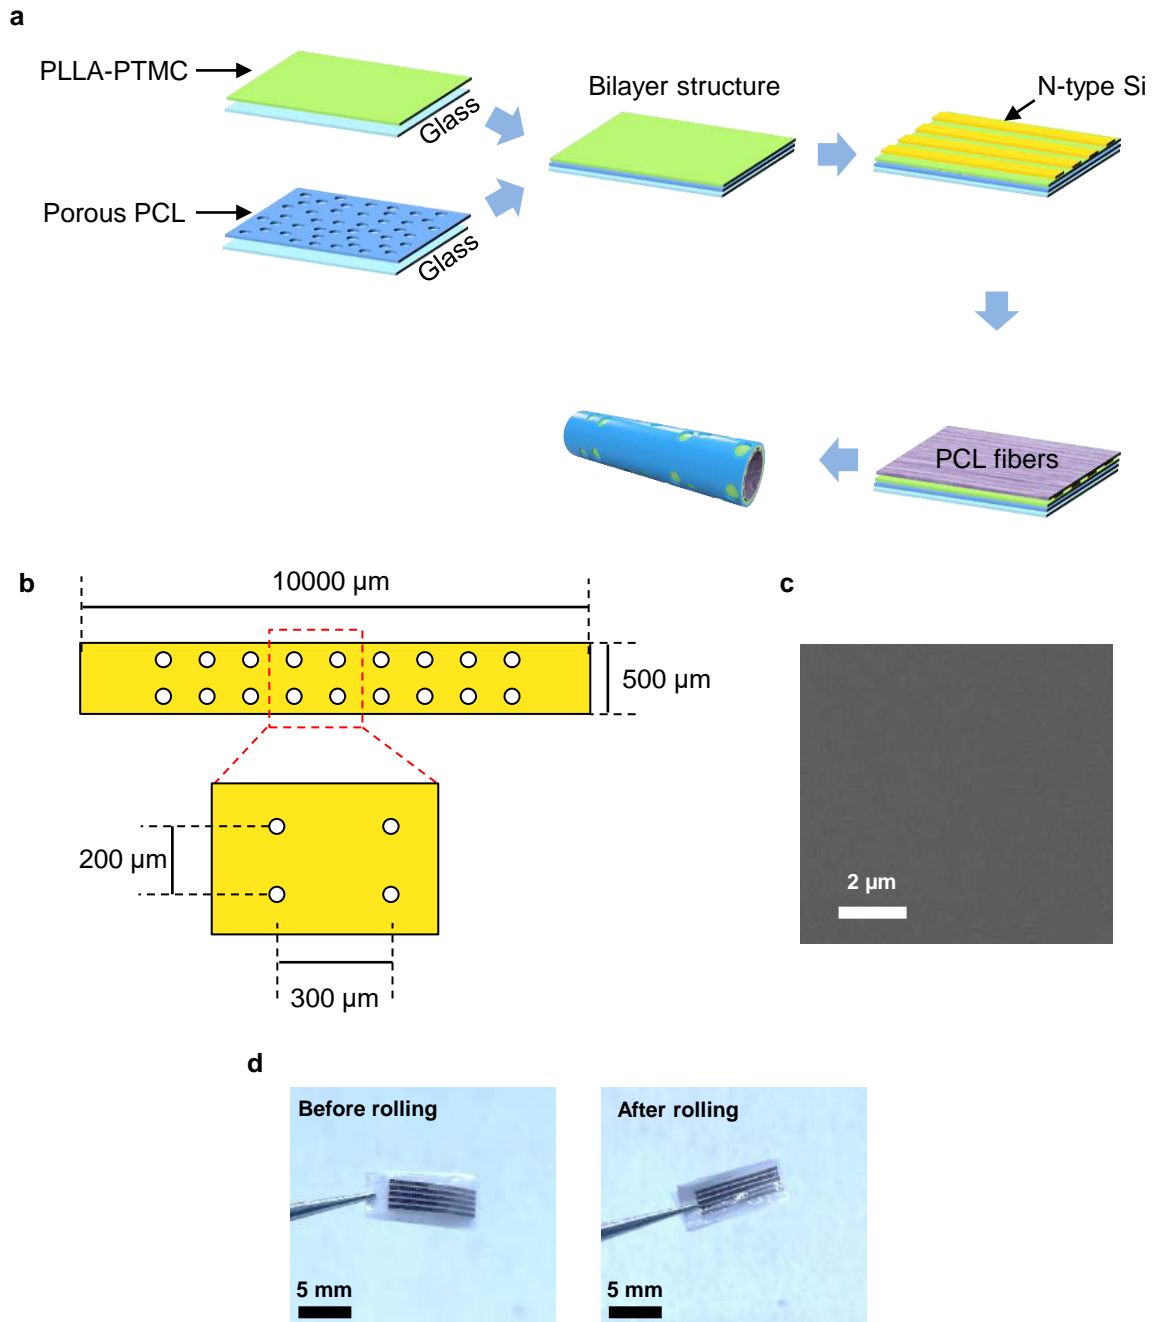 a
PLLA-PTMC
Glass
Porous PCL
Glass
Bilayer structure
N-type Si
PCL fibers
b
10000 μm
500 μm
200 μm
300 μm
c
2 μm
d
Before rolling
5 mm
After rolling
5 mm